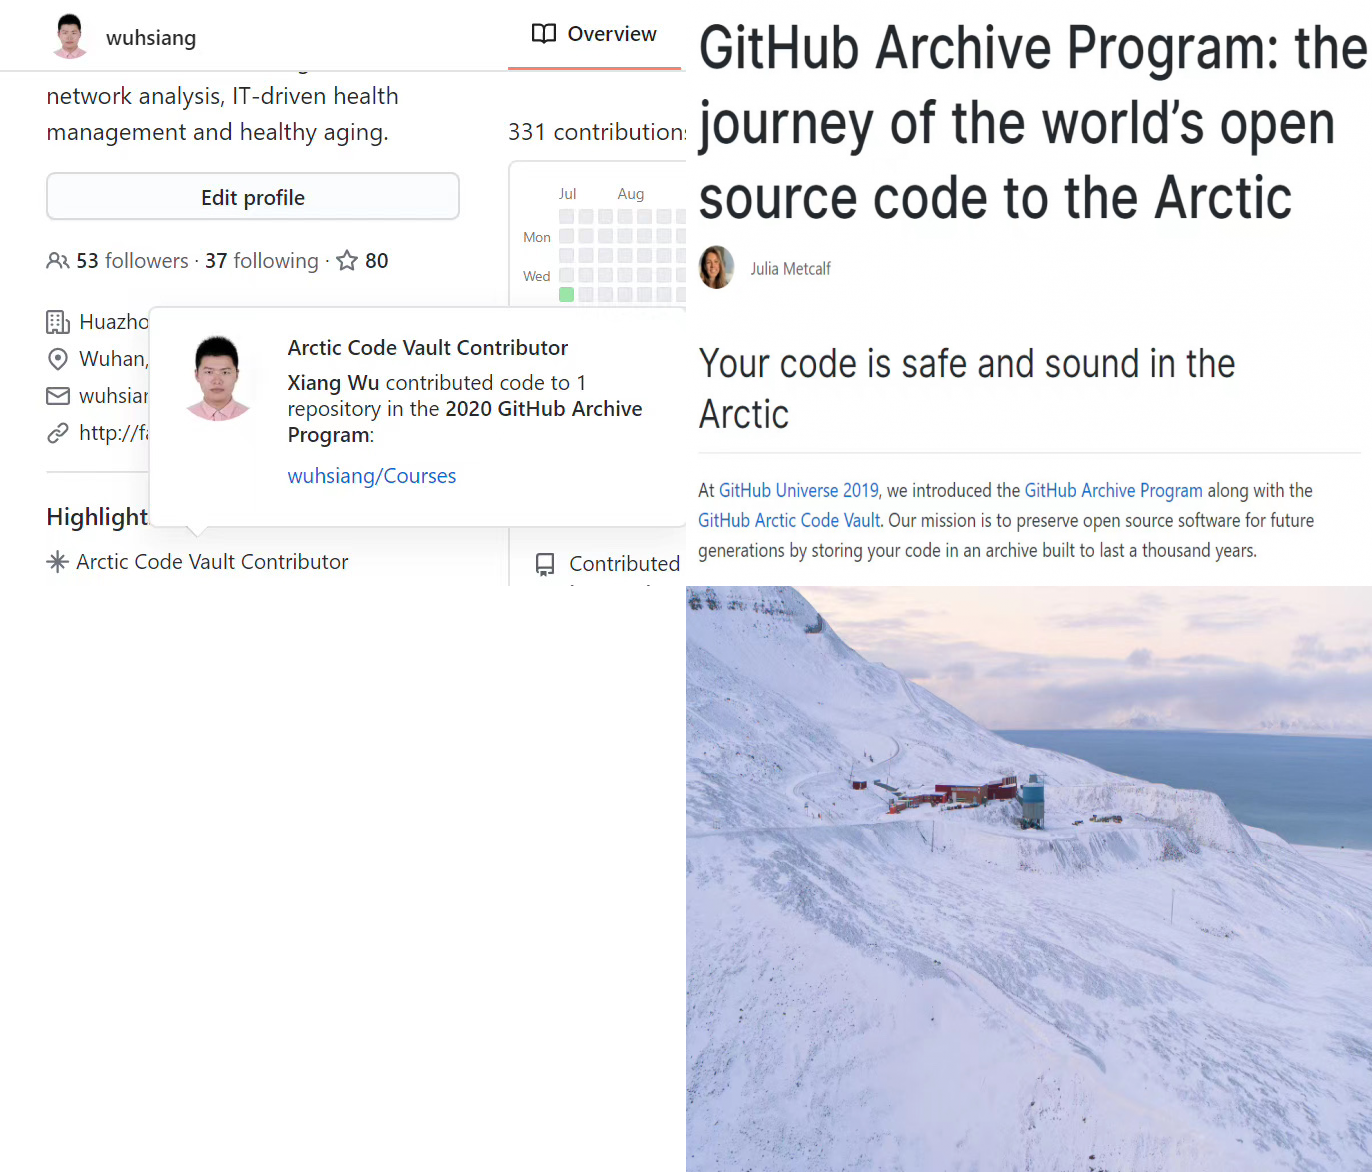 wuhsiang
Overview
network analysis, IT-driven health
management and healthy aging.
Edit profile
53 followers · 37 following · 80
Huazho
Wuhan,
wuhsiar
http://fa
Highlight
Arctic Code Vault Contributor
331 contributions
Jul Aug
Mon
Wed
Arctic Code Vault Contributor
Xiang Wu contributed code to 1
repository in the 2020 GitHub Archive
Program:
wuhsiang/Courses
Contributed
GitHub Archive Program: the
journey of the world’s open
source code to the Arctic
Julia Metcalf
Your code is safe and sound in the
Arctic
At GitHub Universe 2019, we introduced the GitHub Archive Program along with the
GitHub Arctic Code Vault. Our mission is to preserve open source software for future
generations by storing your code in an archive built to last a thousand years.